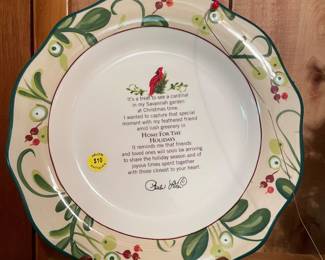 It's a treat to see a cardinal
in my Savannah garden
at Christmas time.
I wanted to capture that special
moment with my feathered friend
amid lush greenery in
HOME FOR THE
HOLIDAYS
It reminds me that friends
and loved ones will soon be arriving
to share the holiday season and of
joyous times spent together
with those closest to your heart.
$10